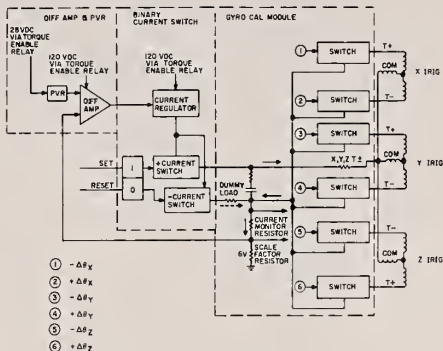 DIFF AMP & PVR
BINARY
CURRENT SWITCH
GYRO CAL MODULE
28 VDC
VIA TORQUE
ENABLE
RELAY
120 VDC
VIA TORQUE
ENABLE RELAY
120 VDC
VIA TORQUE
ENABLE RELAY
PVR
DIFF
AMP
CURRENT
REGULATOR
SET
1
+CURRENT
SWITCH
RESET
0
-CURRENT
SWITCH
DUMMY
LOAD
CURRENT
MONITOR
RESISTOR
SCALE
FACTOR
RESISTOR
6V
X,Y,Z T±
1
SWITCH
T+
COM
X IRIG
2
SWITCH
T-
3
SWITCH
T+
COM
Y IRIG
4
SWITCH
T-
5
SWITCH
T-
COM
Z IRIG
6
SWITCH
T+
1 -ΔθX
2 +ΔθX
3 -ΔθY
4 +ΔθY
5 -ΔθZ
6 +ΔθZ